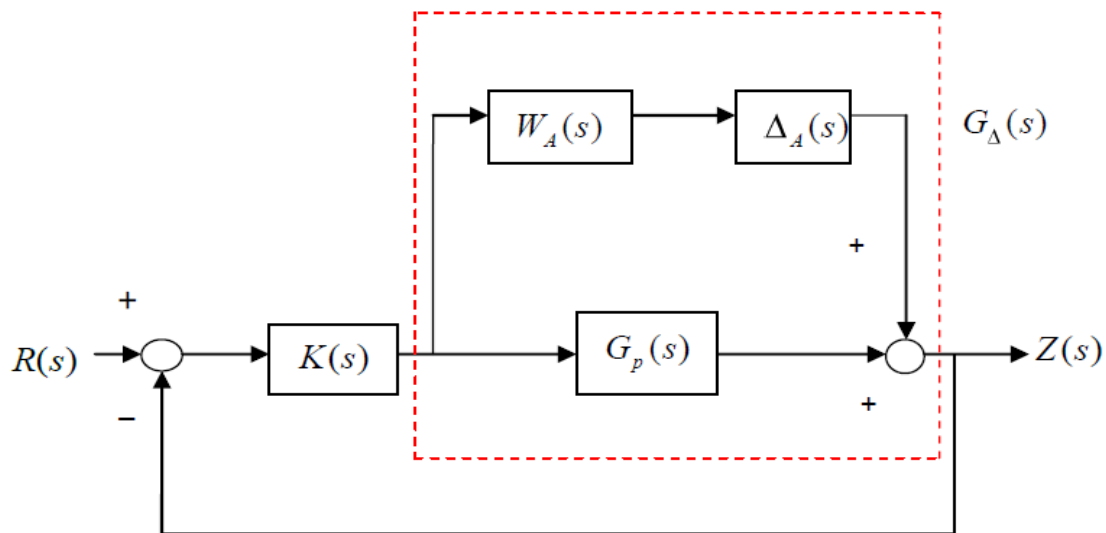 W_A(s)
Δ_A(s)
G_Δ(s)
+
+
R(s)
K(s)
G_p(s)
Z(s)
−
+